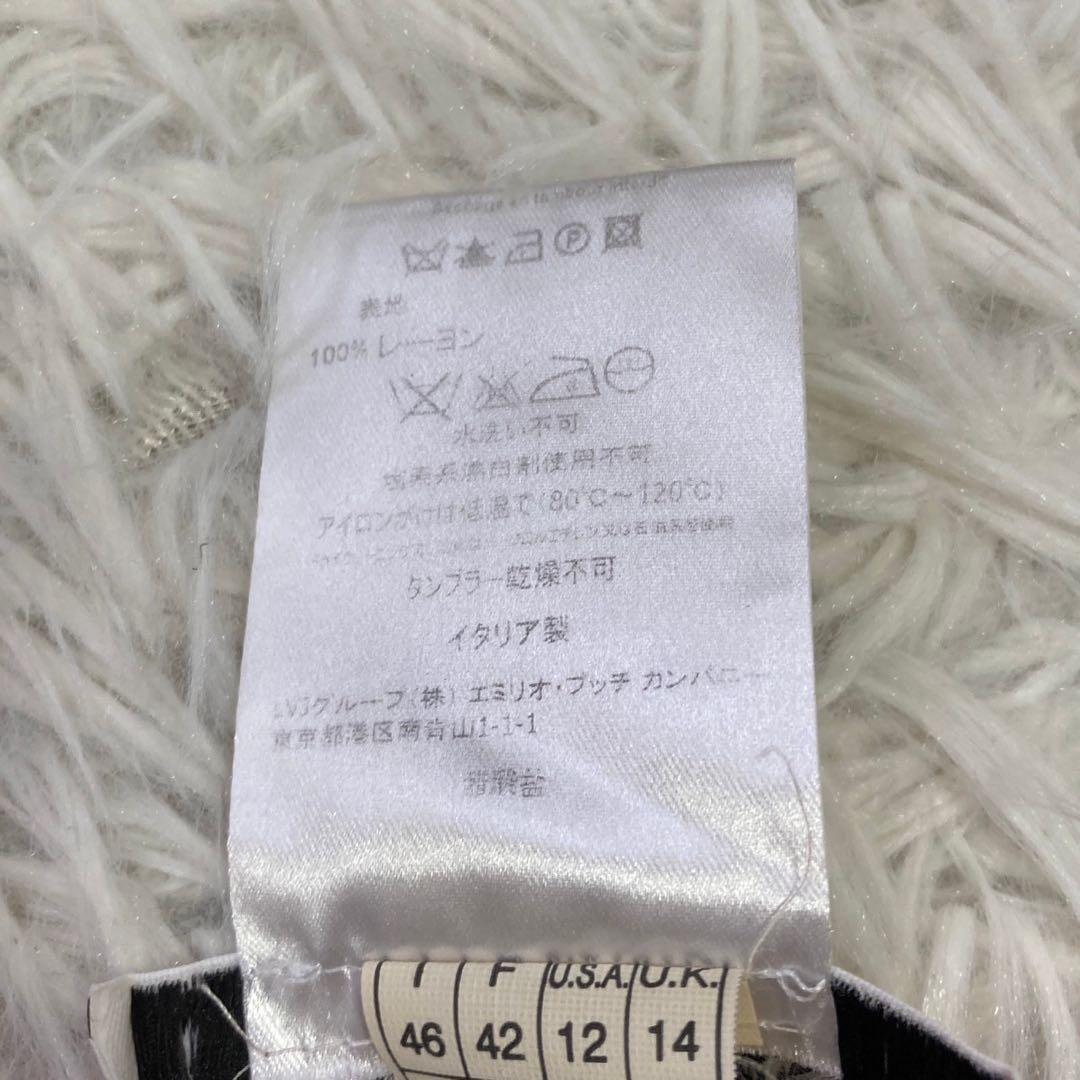 P
表地
100% レーヨン
水洗い不可
塩素系漂白剤使用不可
アイロンがけは低温で(80℃~120℃)
タンブラー乾燥不可
イタリア製
LVJグループ(株) エミリオ・プッチ カンパニー
東京都港区南青山1-1-1
I F U.S.A. U.K.
46 42 12 14